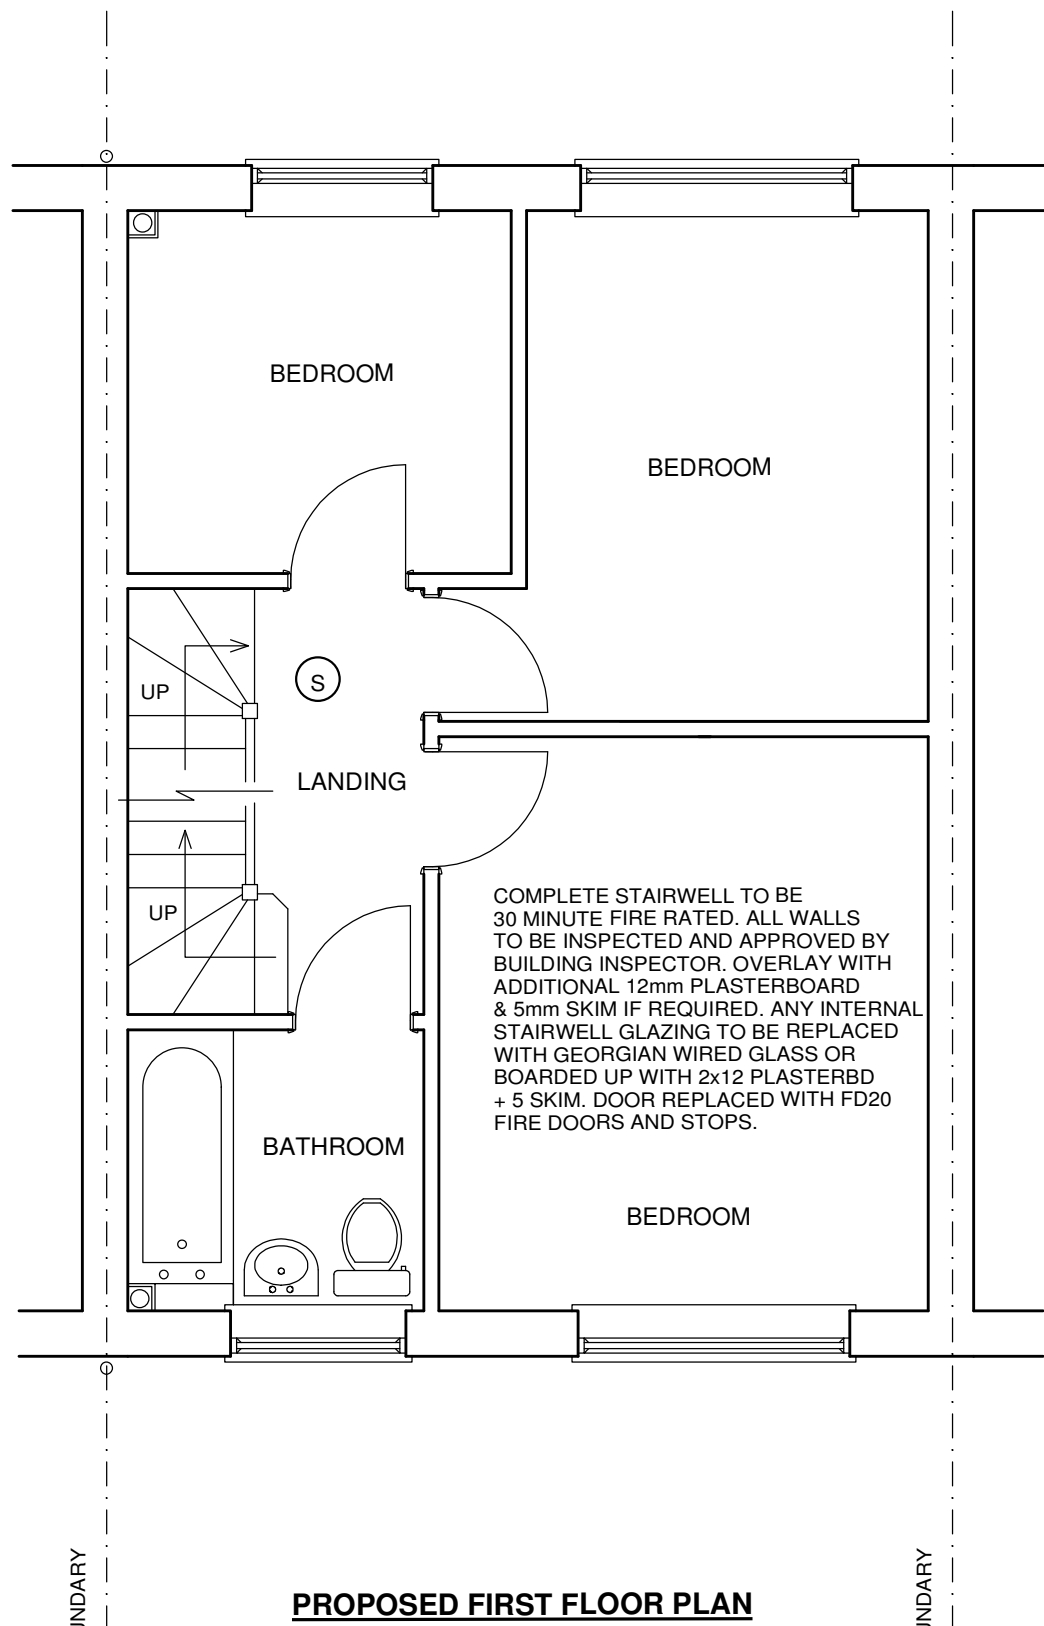 BEDROOM
BEDROOM
UP
S
LANDING
UP
COMPLETE STAIRWELL TO BE
30 MINUTE FIRE RATED. ALL WALLS
TO BE INSPECTED AND APPROVED BY
BUILDING INSPECTOR. OVERLAY WITH
ADDITIONAL 12mm PLASTERBOARD
& 5mm SKIM IF REQUIRED. ANY INTERNAL
STAIRWELL GLAZING TO BE REPLACED
WITH GEORGIAN WIRED GLASS OR
BOARDED UP WITH 2x12 PLASTERBD
+ 5 SKIM. DOOR REPLACED WITH FD20
FIRE DOORS AND STOPS.
BATHROOM
BEDROOM
UNDARY
UNDARY
PROPOSED FIRST FLOOR PLAN